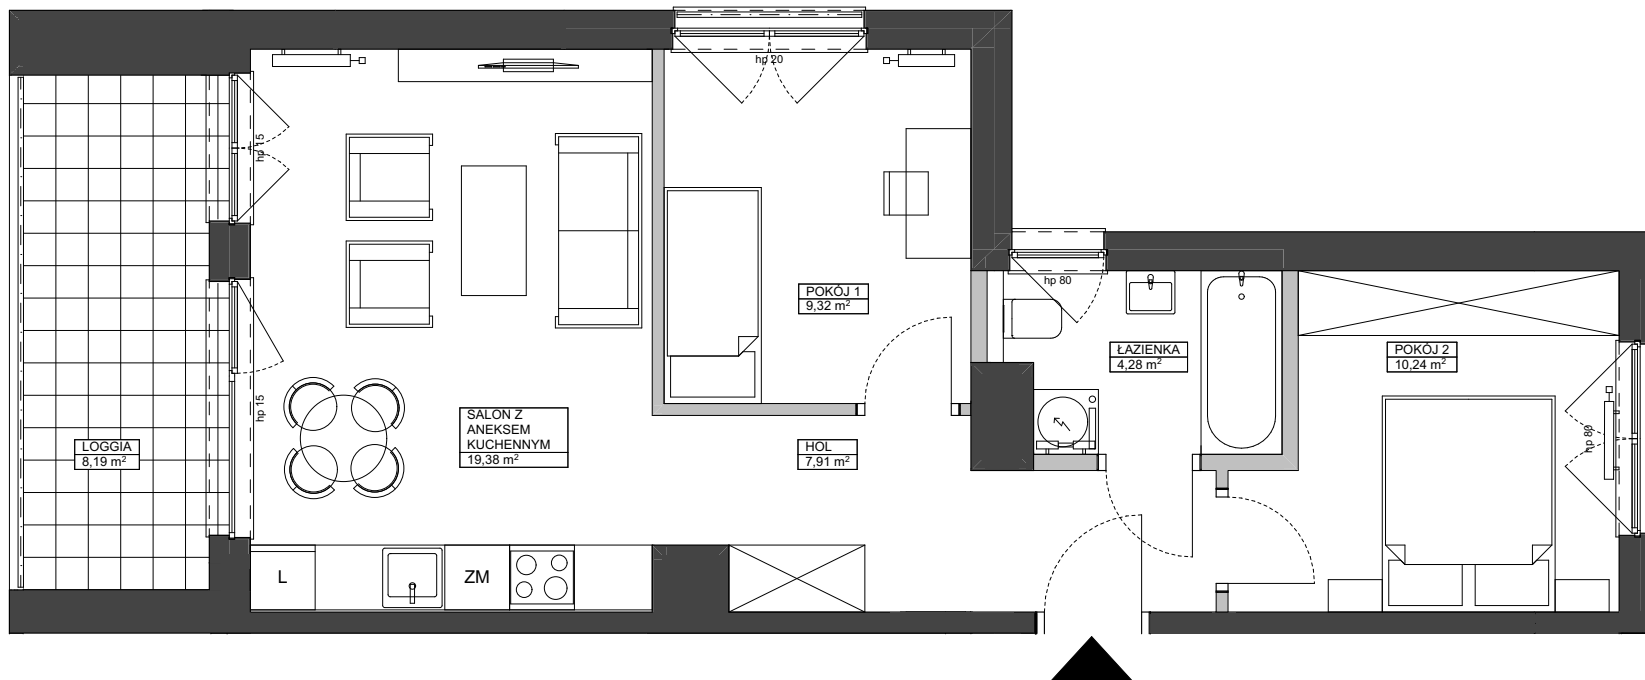 hp 20
hp 15
POKÓJ 1
9,32 m²
hp 80
ŁAZIENKA
4,28 m²
POKÓJ 2
10,24 m²
hp 15
SALON Z
ANEKSEM
KUCHENNYM
19,38 m²
LOGGIA
8,19 m²
HOL
7,91 m²
hp 80
L
ZM